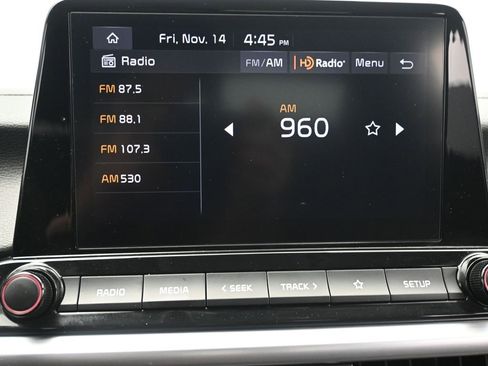 Fri, Nov. 14 4:45 PM
Radio FM/AM HD Radio Menu
FM 87.5
FM 88.1
FM 107.3
AM 530
AM
960
RADIO MEDIA < SEEK TRACK > SETUP